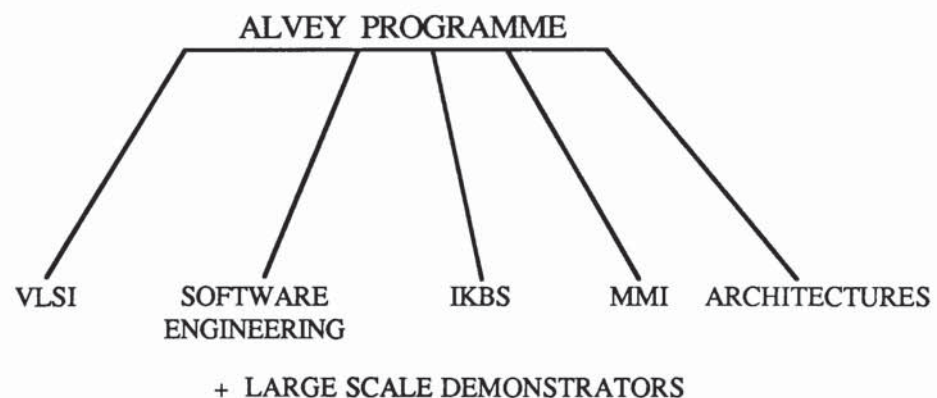 ALVEY PROGRAMME
VLSI SOFTWARE IKBS MMI ARCHITECTURES
ENGINEERING
+ LARGE SCALE DEMONSTRATORS